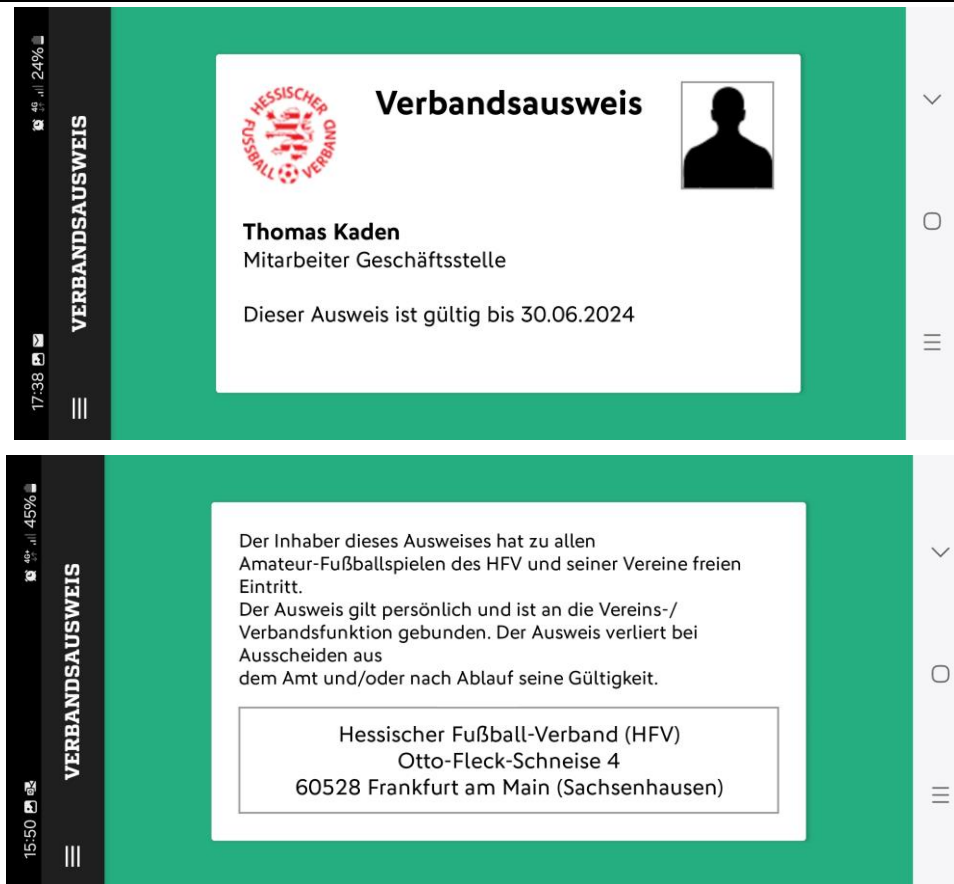 17:38
4G
24%
VERBANDSAUSWEIS
HESSISCHER
FUSSBALL VERBAND
Verbandsausweis
Thomas Kaden
Mitarbeiter Geschäftsstelle
Dieser Ausweis ist gültig bis 30.06.2024
15:50
4G+
45%
VERBANDSAUSWEIS
Der Inhaber dieses Ausweises hat zu allen
Amateur-Fußballspielen des HFV und seiner Vereine freien
Eintritt.
Der Ausweis gilt persönlich und ist an die Vereins-/
Verbandsfunktion gebunden. Der Ausweis verliert bei
Ausscheiden aus
dem Amt und/oder nach Ablauf seine Gültigkeit.
Hessischer Fußball-Verband (HFV)
Otto-Fleck-Schneise 4
60528 Frankfurt am Main (Sachsenhausen)